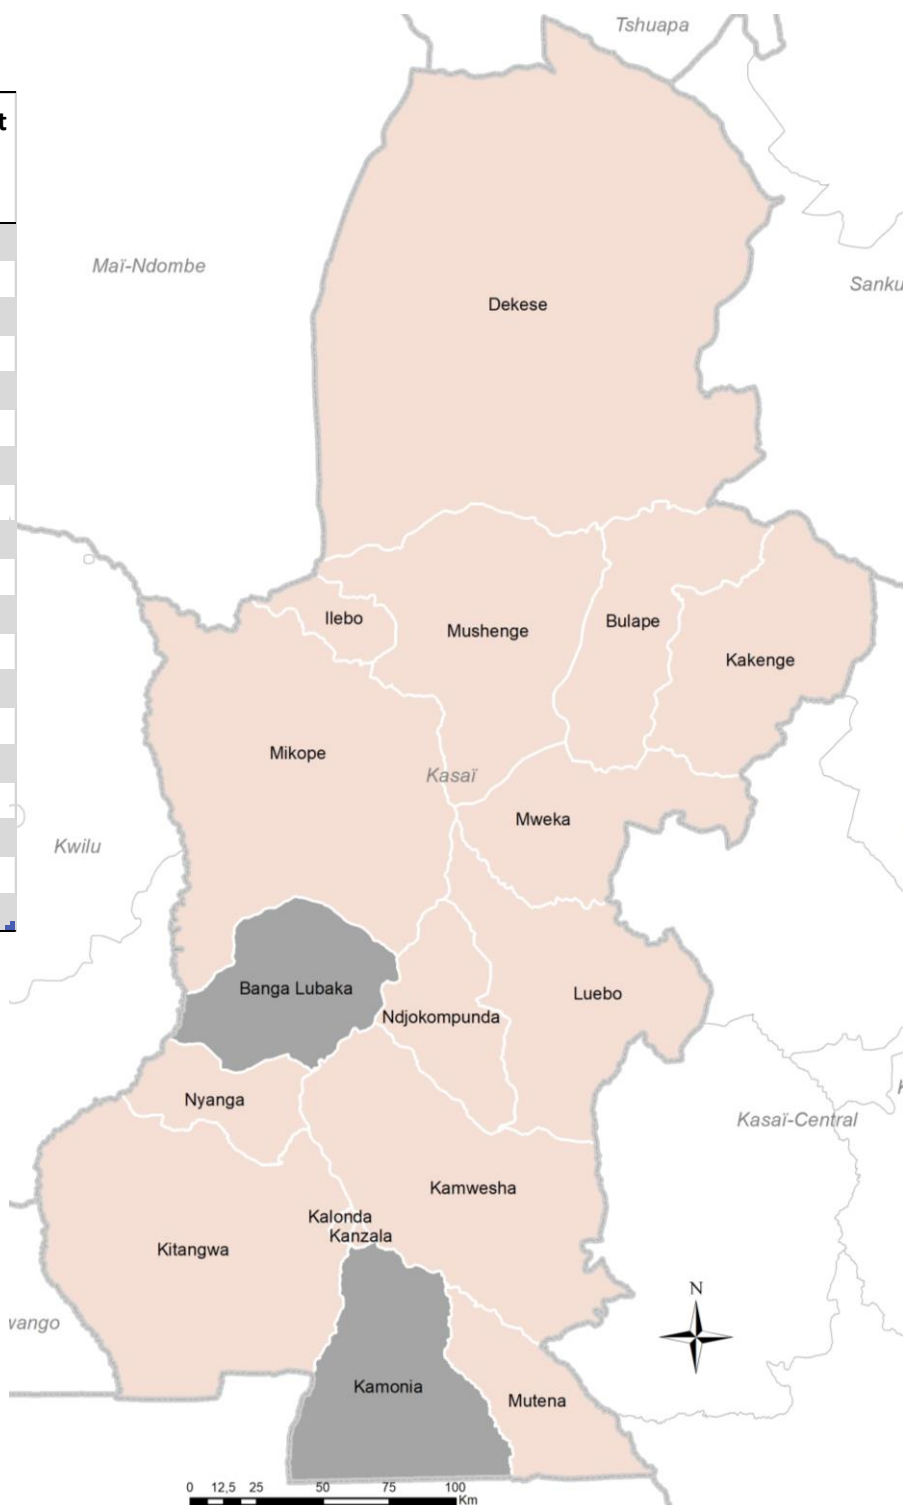 Tshuapa
t
Maï-Ndombe
Sanku
Dekese
Ilebo
Mushenge
Bulape
Kakenge
Mikope
Kasaï
Mweka
Kwilu
Banga Lubaka
Luebo
Ndjokompunda
Nyanga
Kasaï-Central
Kamwesha
Kalonda
Kanzala
Kitangwa
N
wango
Kamonia
Mutena
0 12,5 25 50 75 100
Km